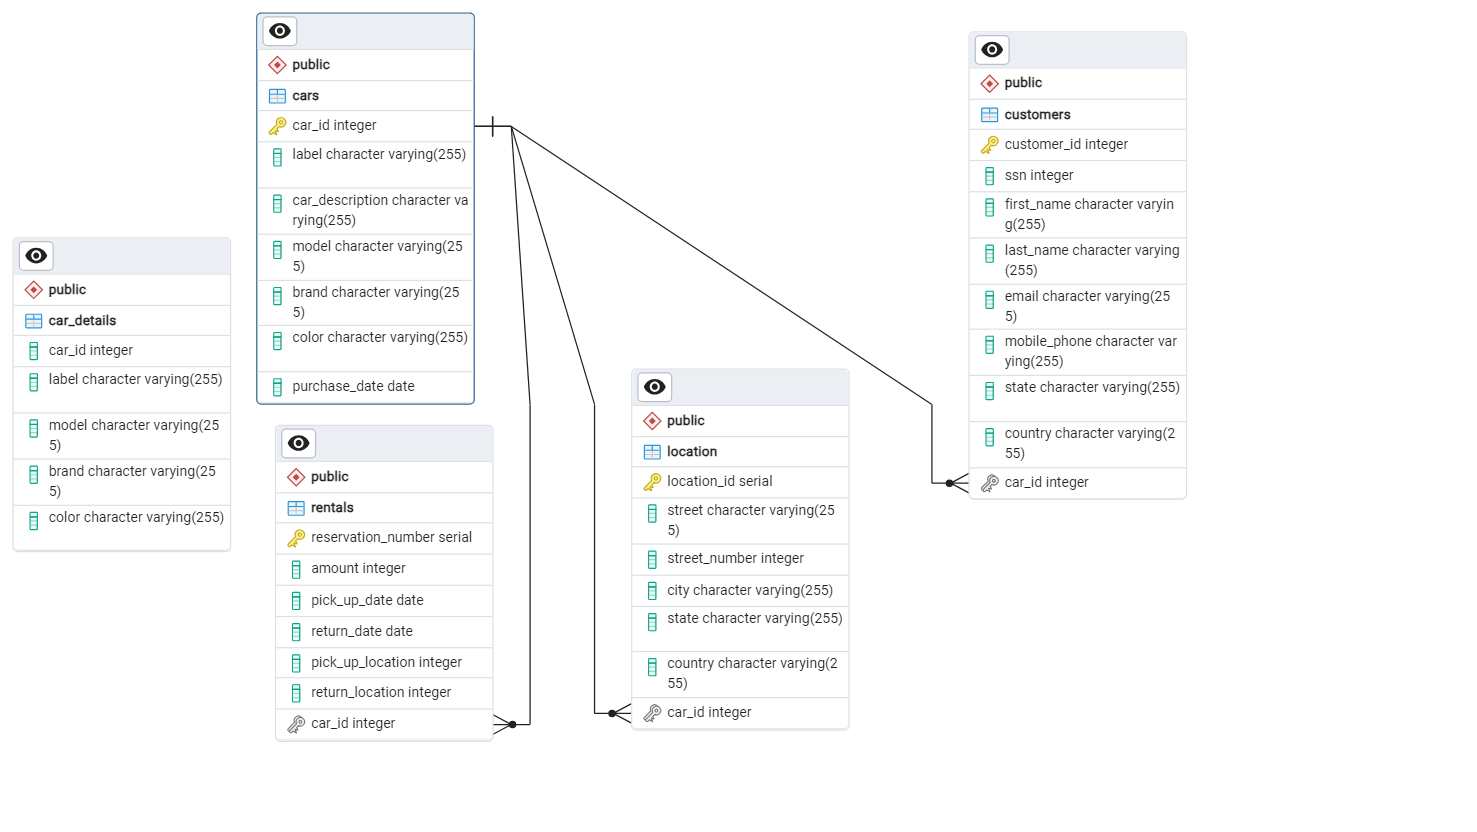 public
cars
car_id integer
label character varying(255)
car_description character va
rying(255)
model character varying(25
5)
brand character varying(25
5)
color character varying(255)
purchase_date date
public
customers
customer_id integer
ssn integer
first_name character varyin
g(255)
last_name character varying
(255)
email character varying(25
5)
mobile_phone character var
ying(255)
state character varying(255)
country character varying(2
55)
car_id integer
public
car_details
car_id integer
label character varying(255)
model character varying(25
5)
brand character varying(25
5)
color character varying(255)
public
rentals
reservation_number serial
amount integer
pick_up_date date
return_date date
pick_up_location integer
return_location integer
car_id integer
public
location
location_id serial
street character varying(25
5)
street_number integer
city character varying(255)
state character varying(255)
country character varying(2
55)
car_id integer